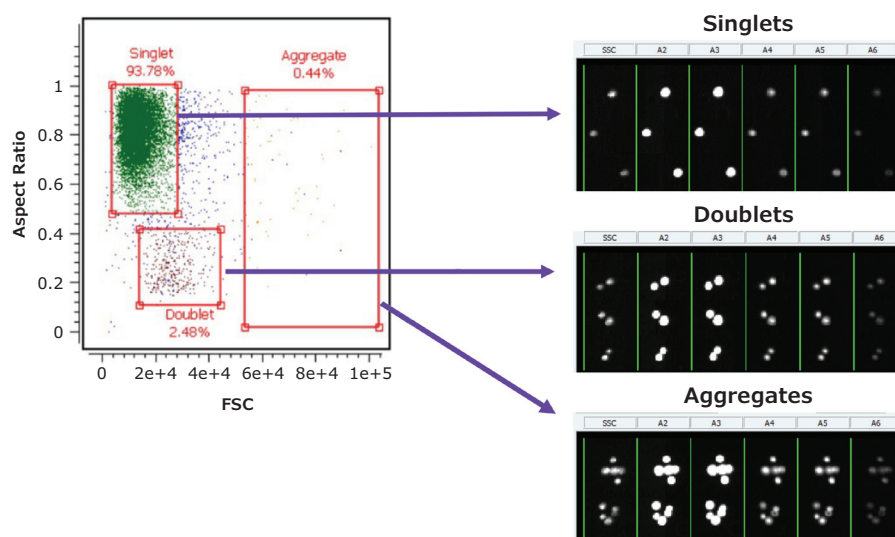 Singlet
93.78%
Aggregate
0.44%
1
0.8
0.6
0.4
0.2
0
Aspect Ratio
Doublet
2.48%
0 2e+4 4e+4 6e+4 8e+4 1e+5
FSC
Singlets
SSC A2 A3 A4 A5 A6
Doublets
SSC A2 A3 A4 A5 A6
Aggregates
SSC A2 A3 A4 A5 A6